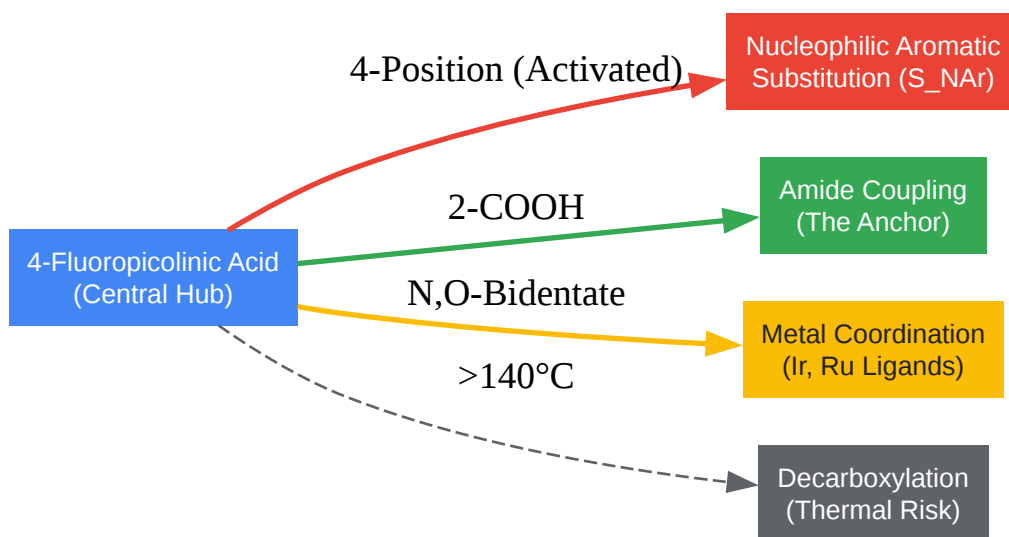 4-Position (Activated)
Nucleophilic Aromatic
Substitution (S_NAr)
2-COOH
Amide Coupling
(The Anchor)
4-Fluoropicolinic Acid
(Central Hub)
N,O-Bidentate
Metal Coordination
(Ir, Ru Ligands)
>140°C
Decarboxylation
(Thermal Risk)